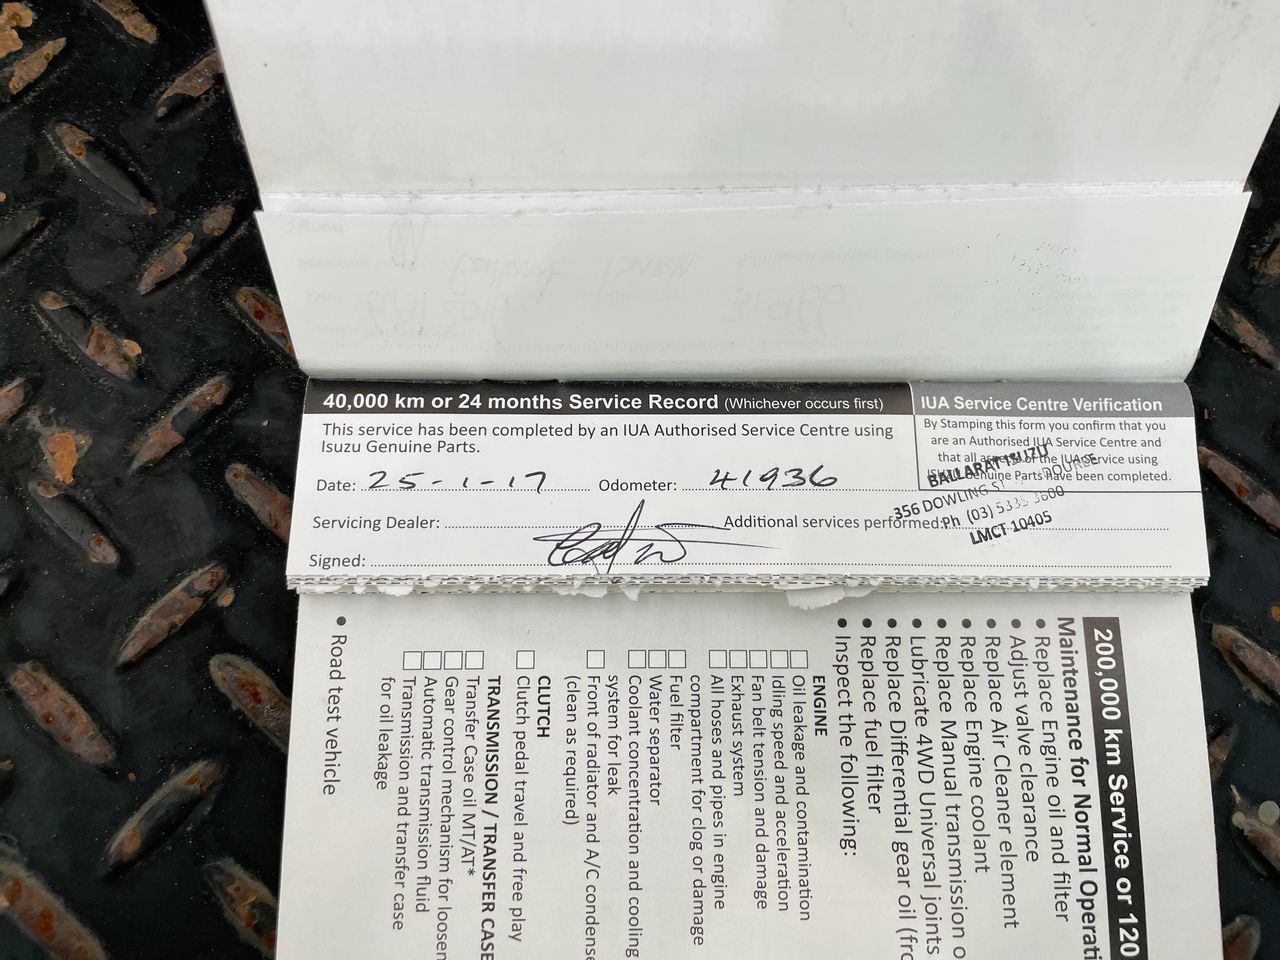 40,000 km or 24 months Service Record (Whichever occurs first)
This service has been completed by an IUA Authorised Service Centre using
Isuzu Genuine Parts.
Date: 25-1-17 Odometer: 41936
Servicing Dealer: Additional services performed:
Signed:
IUA Service Centre Verification
By Stamping this form you confirm that you
are an Authorised IUA Service Centre and
that all aspects of the IUA Service using
Isuzu Genuine Parts have been completed.
BALLARAT ISUZU
356 DOWLING ST
Ph (03) 5335 3600
LMCT 10405
200,000 km Service or 120
Maintenance for Normal Operati
• Replace Engine oil and filter
• Adjust valve clearance
• Replace Air Cleaner element
• Replace Engine coolant
• Replace Manual transmission o
• Lubricate 4WD Universal joints
• Replace Differential gear oil (fro
• Replace fuel filter
• Inspect the following:
ENGINE
Oil leakage and contamination
Idling speed and acceleration
Fan belt tension and damage
Exhaust system
All hoses and pipes in engine
compartment for clog or damage
Fuel filter
Water separator
Coolant concentration and cooling
system for leak
Front of radiator and A/C condense
(clean as required)
CLUTCH
Clutch pedal travel and free play
TRANSMISSION / TRANSFER CASE
Transfer Case oil MT/AT*
Gear control mechanism for loosen
Automatic transmission fluid
Transmission and transfer case
for oil leakage
• Road test vehicle